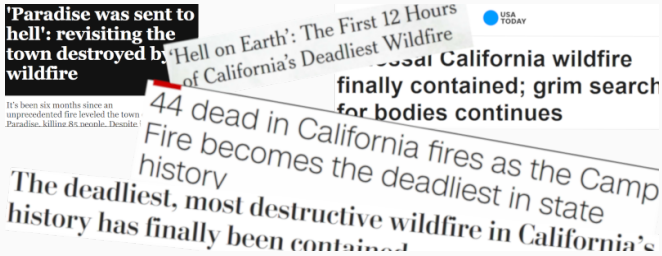 'Paradise was sent to
hell': revisiting the
town destroyed by
wildfire
It's been six months since an
unprecedented fire leveled the town
Paradise, killing 85 people. Despite
'Hell on Earth': The First 12 Hours
of California's Deadliest Wildfire
USA
TODAY
California wildfire
finally contained; grim search
for bodies continues
44 dead in California fires as the Camp
Fire becomes the deadliest in state
history
The deadliest, most destructive wildfire in California's
history has finally been contained